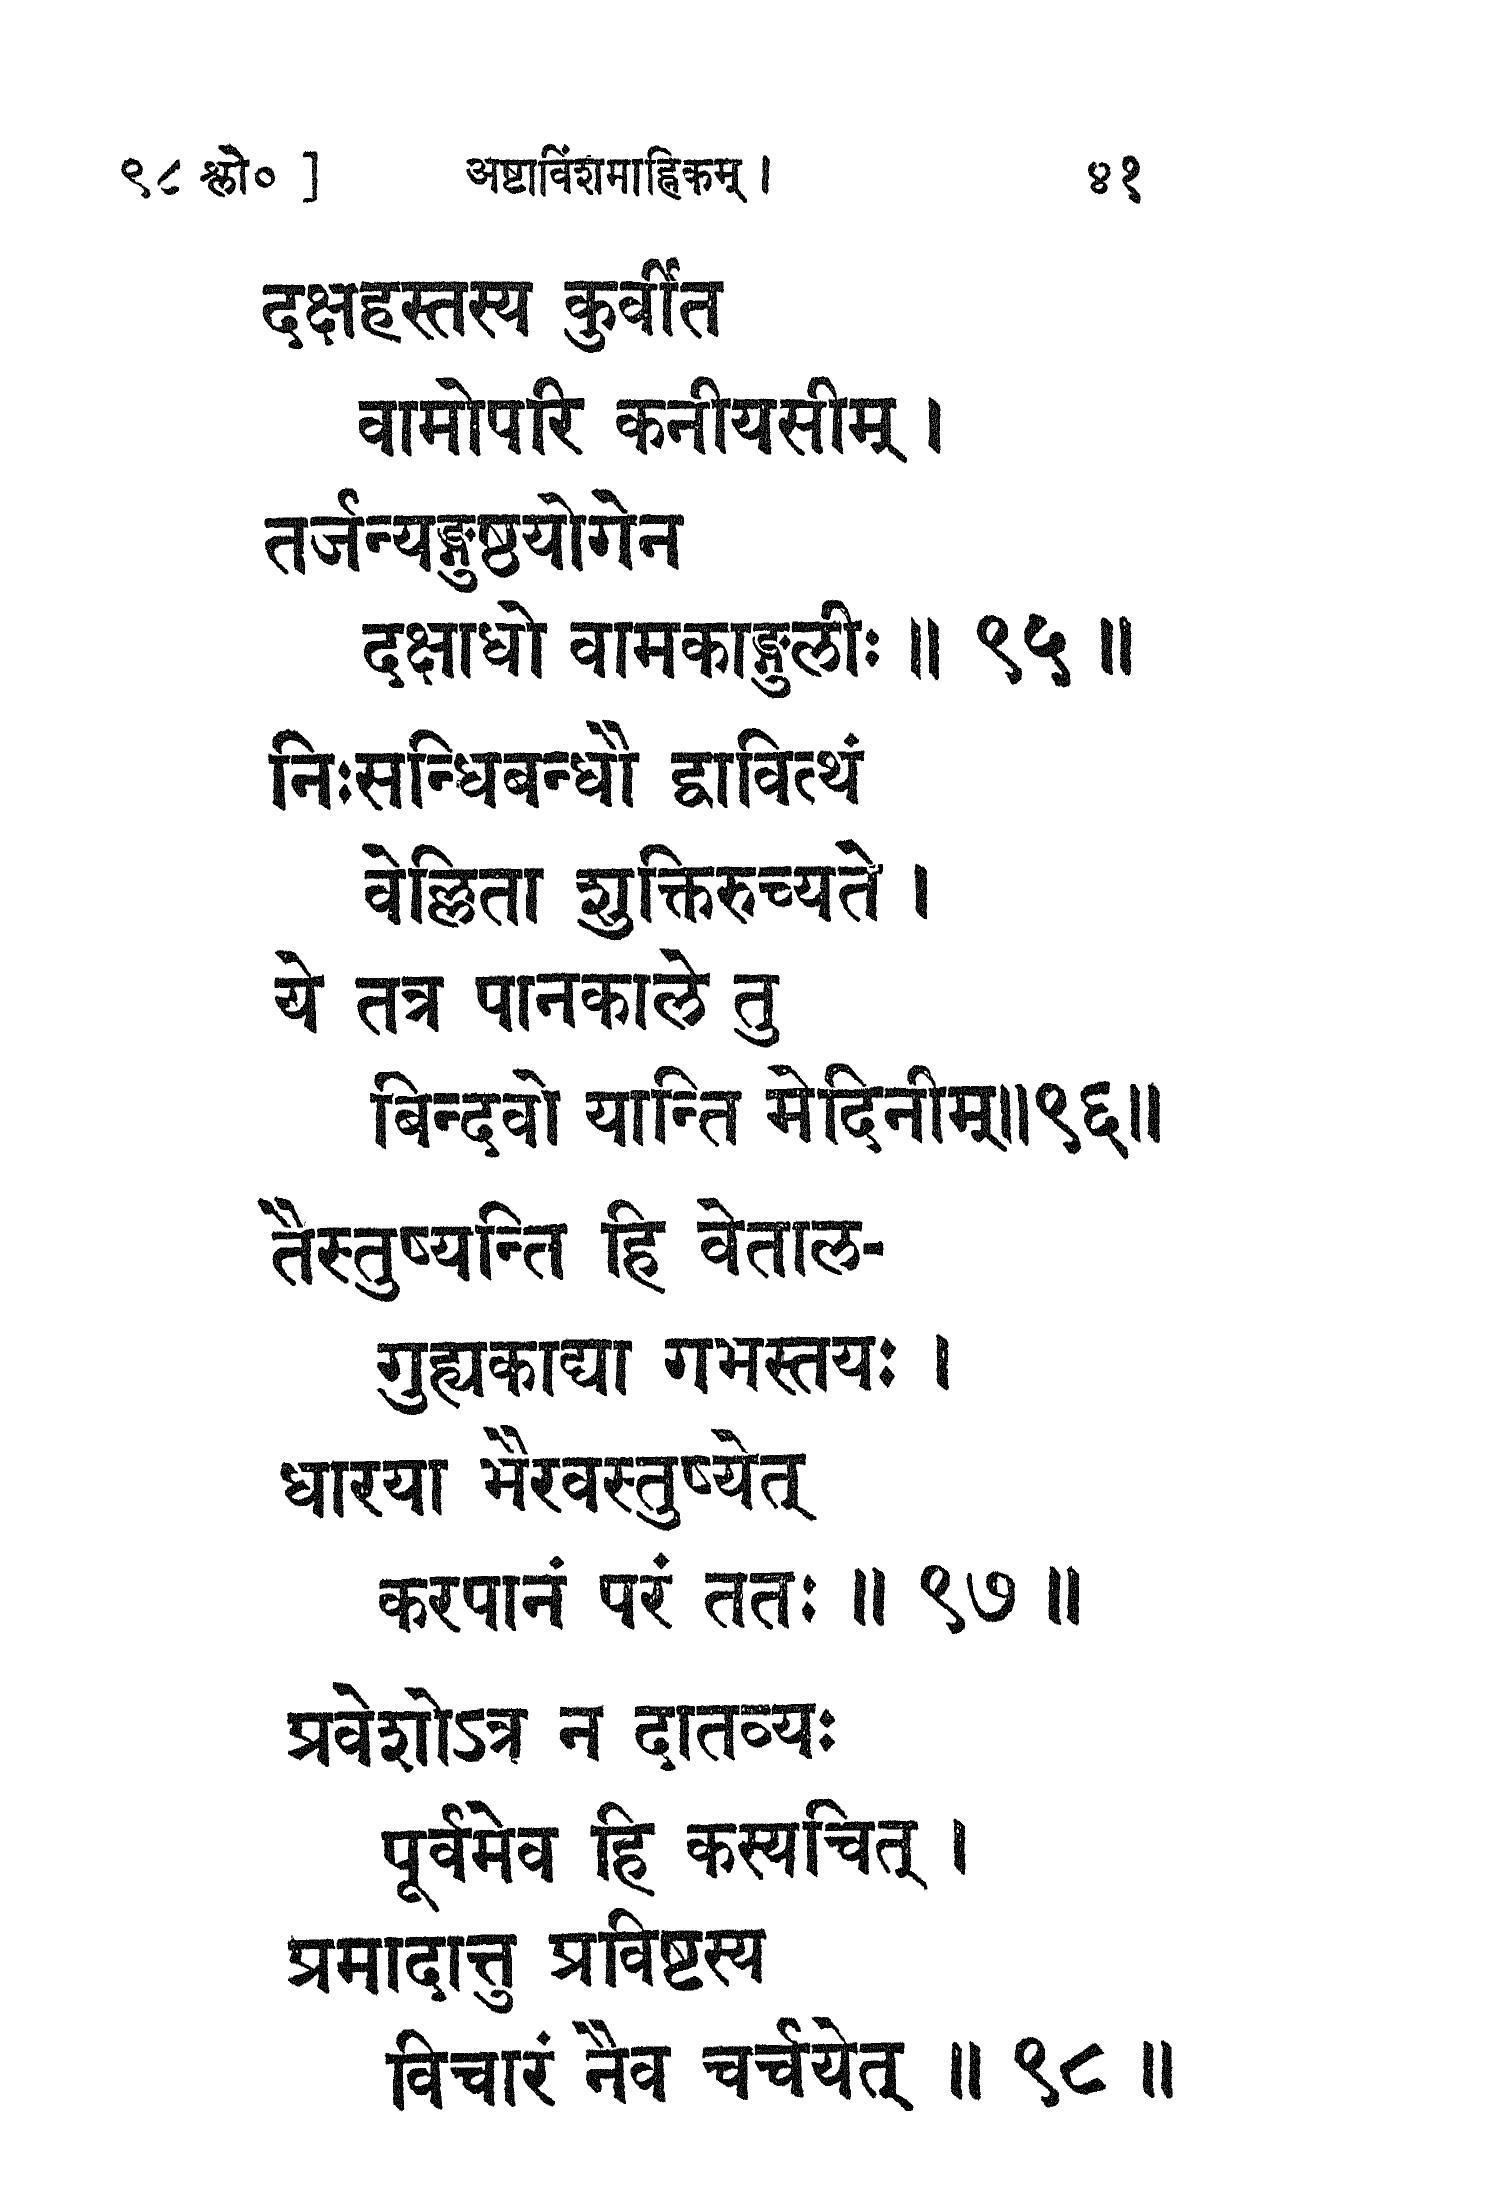 ९८ श्लो० ] अष्टाविंशमाह्निकम् । ४१
दक्षहस्तस्य कुर्वीत
वामोपरि कनीयसीम् ।
तर्जन्यङ्गुष्ठयोगेन
दक्षाधो वामकाङ्गुलीः ॥ ९५ ॥
निःसन्धिबन्धौ द्वावित्थं
वेल्लिता शुक्तिरुच्यते ।
ये तत्र पानकाले तु
बिन्दवो यान्ति मेदिनीम्॥९६॥
तैस्तुष्यन्ति हि वेताल-
गुह्यकाद्या गभस्तयः ।
धारया भैरवस्तुष्येत्
करपानं परं ततः ॥ ९७ ॥
प्रवेशोऽत्र न दातव्यः
पूर्वमेव हि कस्यचित् ।
प्रमादात्तु प्रविष्टस्य
विचारं नैव चर्चयेत् ॥ ९८ ॥